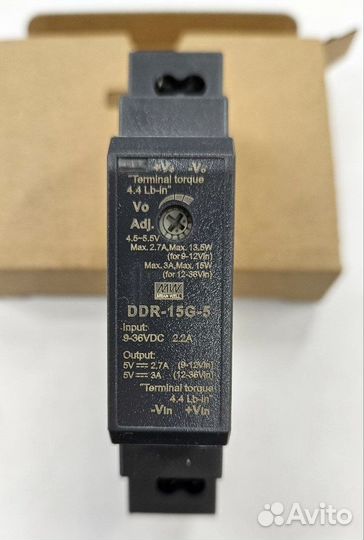 +Vo -Vo
"Terminal torque
4.4 Lb-in"
Vo
Adj.
4.5~5.5V
Max. 2.7A,Max. 13.5W
(for 9-12Vin)
Max. 3A,Max. 15W
(for 12-36Vin)
MW
MEAN WELL
DDR-15G-5
Input:
9-36VDC 2.2A
Output:
5V⎓2.7A (9-12Vin)
5V⎓3A (12-36Vin)
"Terminal torque
4.4 Lb-in"
-Vin +Vin
Avito